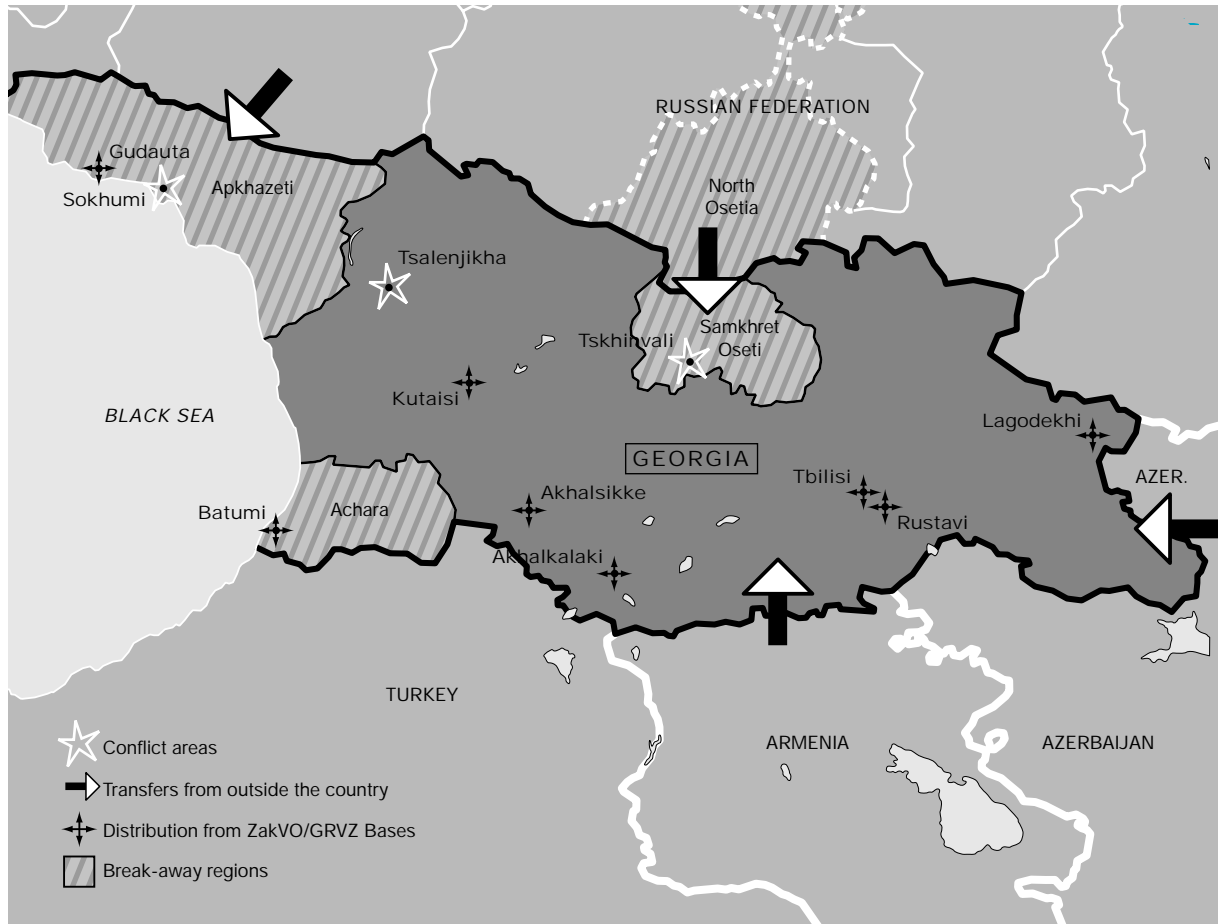 RUSSIAN FEDERATION
Gudauta
Sokhumi
Apkhazeti
North
Osetia
Tsalenjikha
Tskhinvali
Samkhret
Oseti
Kutaisi
BLACK SEA
Lagodekhi
GEORGIA
Tbilisi
AZER.
Akhalsikke
Batumi
Achara
Rustavi
Akhalkalaki
TURKEY
ARMENIA
AZERBAIJAN
Conflict areas
Transfers from outside the country
Distribution from ZakVO/GRVZ Bases
Break-away regions